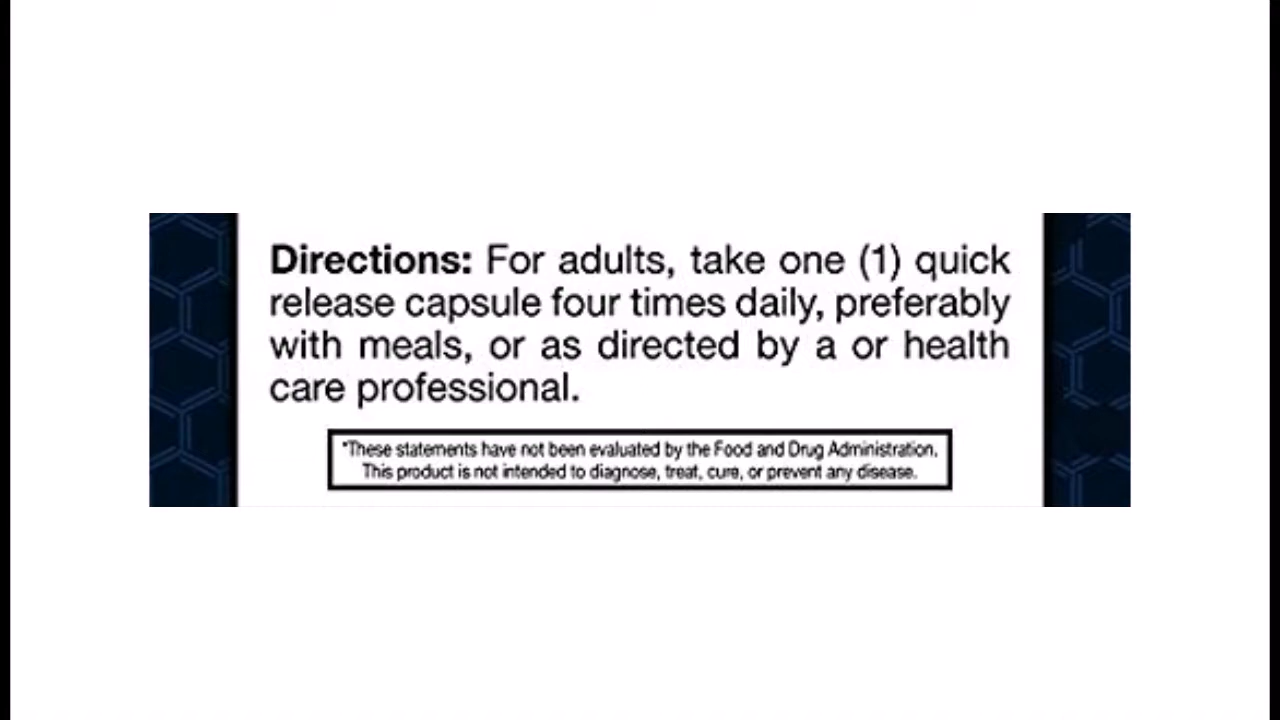 Directions: For adults, take one (1) quick
release capsule four times daily, preferably
with meals, or as directed by a or health
care professional.
*These statements have not been evaluated by the Food and Drug Administration.
This product is not intended to diagnose, treat, cure, or prevent any disease.